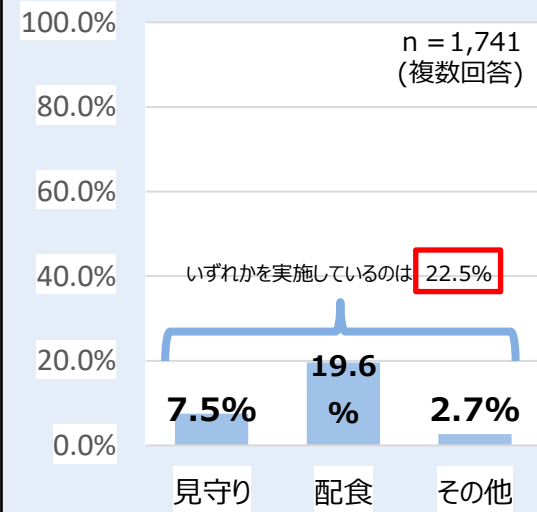 100.0%
n = 1,741
(複数回答)
80.0%
60.0%
40.0%
いずれかを実施しているのは 22.5%
20.0%
19.6
%
7.5%
2.7%
0.0%
見守り 配食 その他